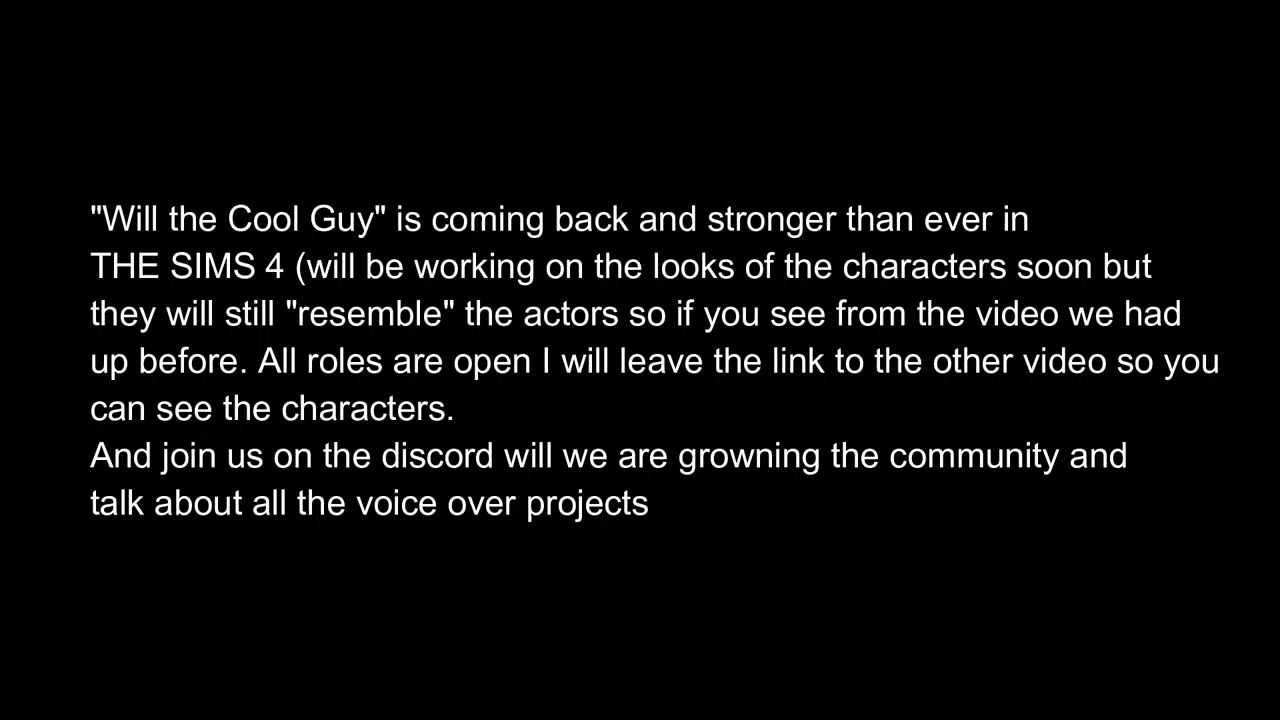 "Will the Cool Guy" is coming back and stronger than ever in
THE SIMS 4 (will be working on the looks of the characters soon but
they will still "resemble" the actors so if you see from the video we had
up before. All roles are open I will leave the link to the other video so you
can see the characters.
And join us on the discord will we are growning the community and
talk about all the voice over projects